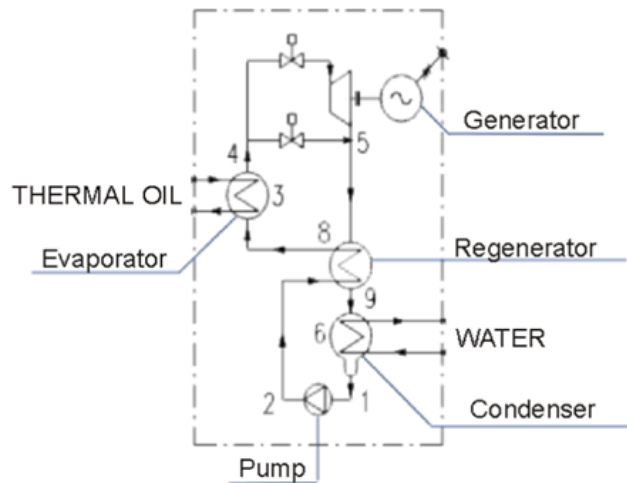 Generator
4
5
THERMAL OIL
3
8
Evaporator
Regenerator
9
6
WATER
2
1
Condenser
Pump